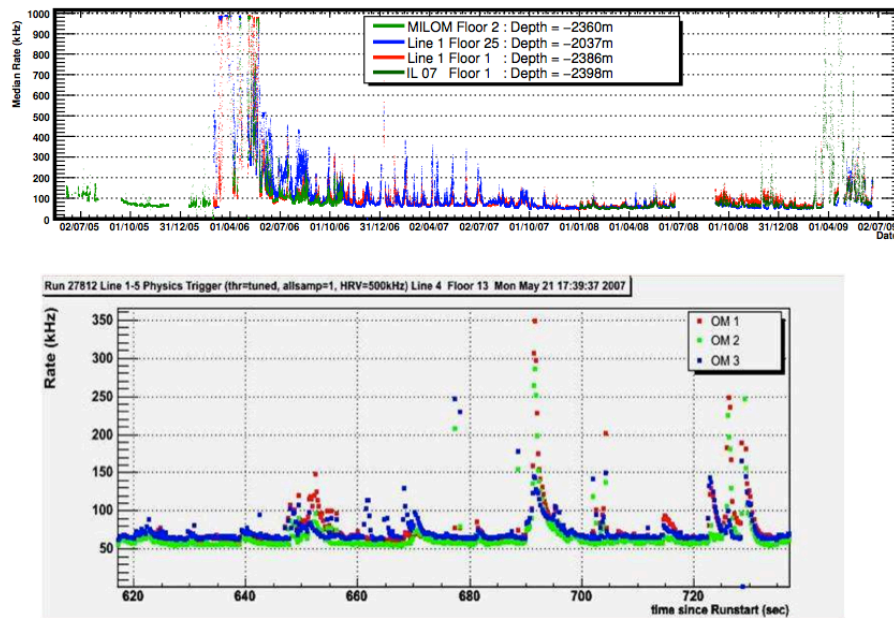 Median Rate (kHz)
1000
900
800
700
600
500
400
300
200
100
0
MILOM Floor 2 : Depth = −2360m
Line 1 Floor 25 : Depth = −2037m
Line 1 Floor 1 : Depth = −2386m
IL 07 Floor 1 : Depth = −2398m
02/07/05 01/10/05 31/12/05 01/04/06 02/07/06 01/10/06 31/12/06 02/04/07 02/07/07 01/10/07 01/01/08 01/04/08 01/07/08 01/10/08 31/12/08 01/04/09 02/07/09
Date
Run 27812 Line 1-5 Physics Trigger (thr=tuned, allsamp=1, HRV=500kHz) Line 4 Floor 13 Mon May 21 17:39:37 2007
Rate (kHz)
350
300
250
200
150
100
50
OM 1
OM 2
OM 3
620 640 660 680 700 720
time since Runstart (sec)